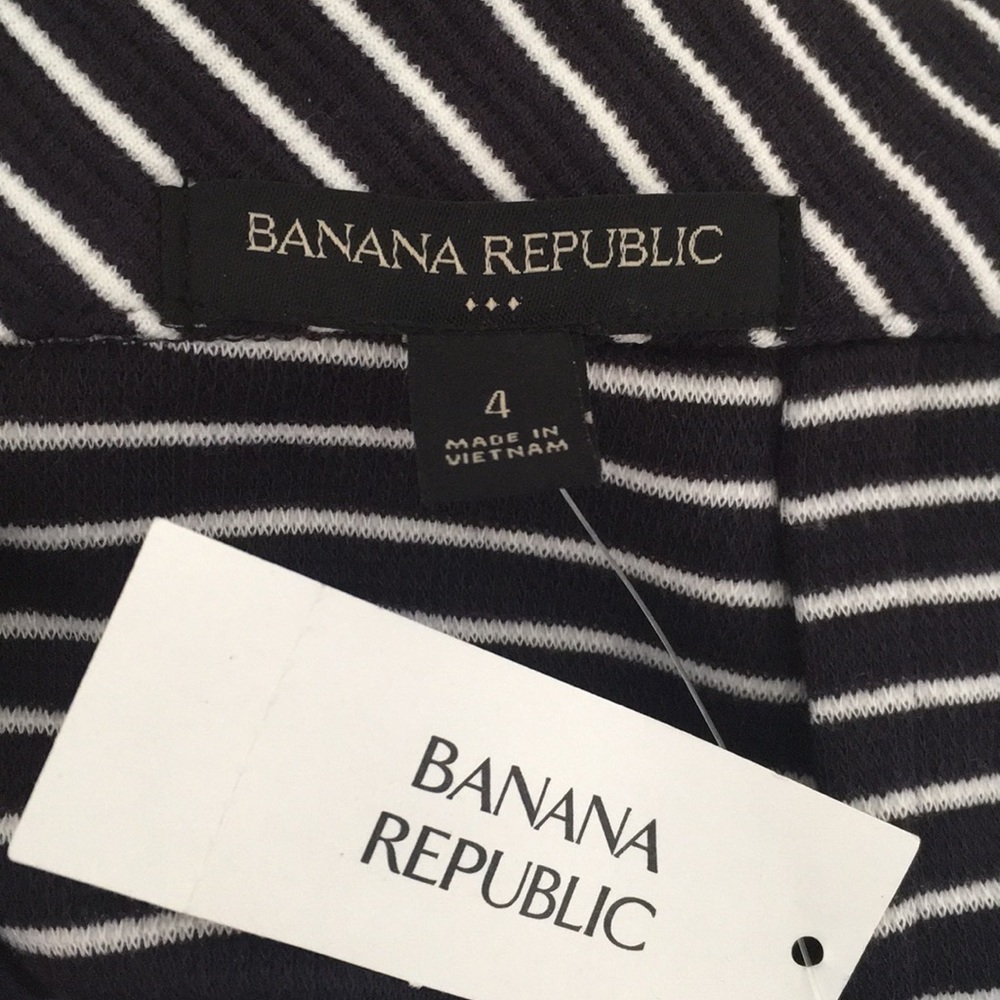 BANANA REPUBLIC
4
MADE IN
VIETNAM
BANANA
REPUBLIC